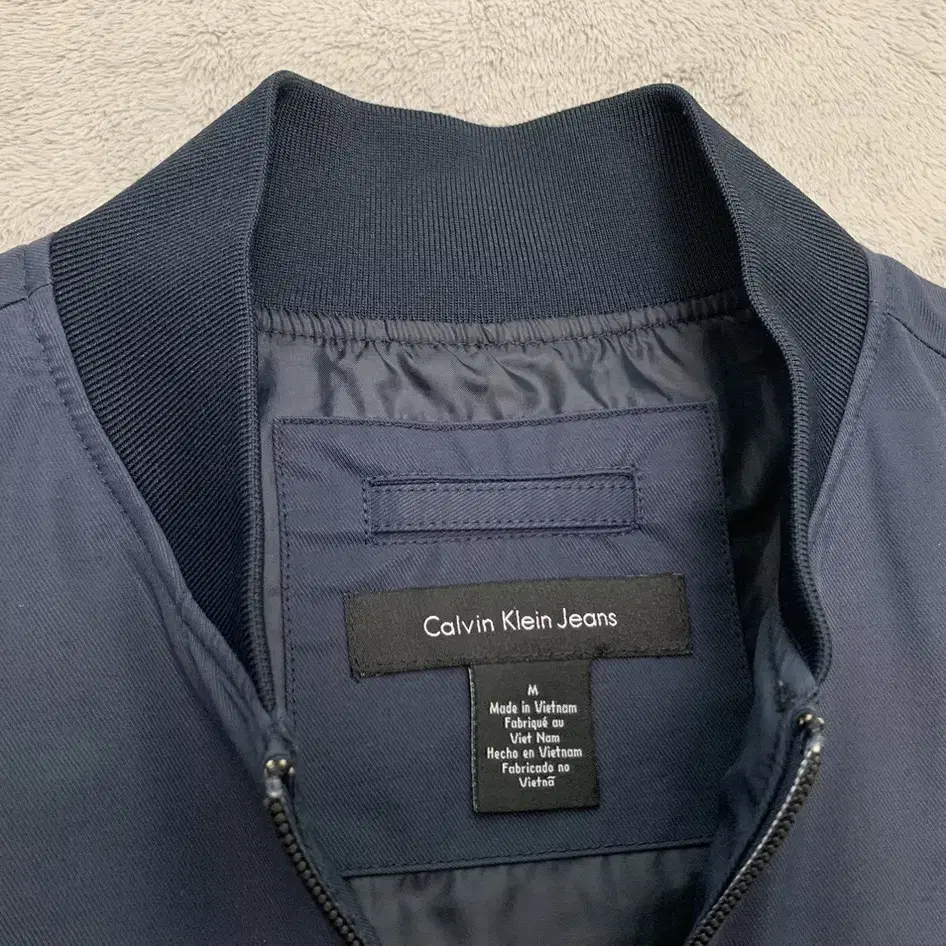 Calvin Klein Jeans
M
Made in Vietnam
Fabriqué au
Viet Nam
Hecho en Vietnam
Fabricado no
Vietnã